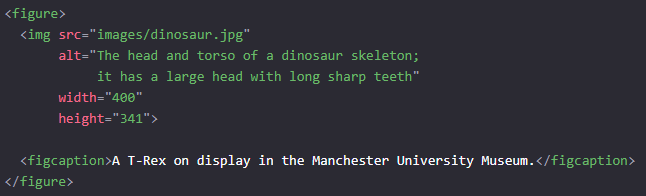 <figure>
  <img src="images/dinosaur.jpg"
       alt="The head and torso of a dinosaur skeleton;
            it has a large head with long sharp teeth"
       width="400"
       height="341">

  <figcaption>A T-Rex on display in the Manchester University Museum.</figcaption>
</figure>